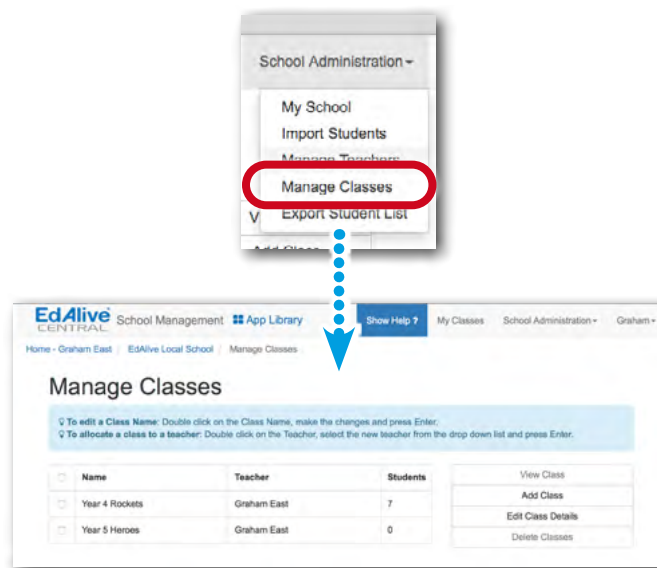 School Administration
My School
Import Students
Manage Teachers
Manage Classes
V Export Student List
Add Class
EdAlive CENTRAL School Management App Library Show Help ? My Classes School Administration Graham
Home - Graham East / EdAlive Local School / Manage Classes
Manage Classes
To edit a Class Name: Double click on the Class Name, make the changes and press Enter.
To allocate a class to a teacher: Double click on the Teacher, select the new teacher from the drop down list and press Enter.
Name Teacher Students View Class
Add Class
Year 4 Rockets Graham East 7
Edit Class Details
Year 5 Heroes Graham East 0
Delete Classes